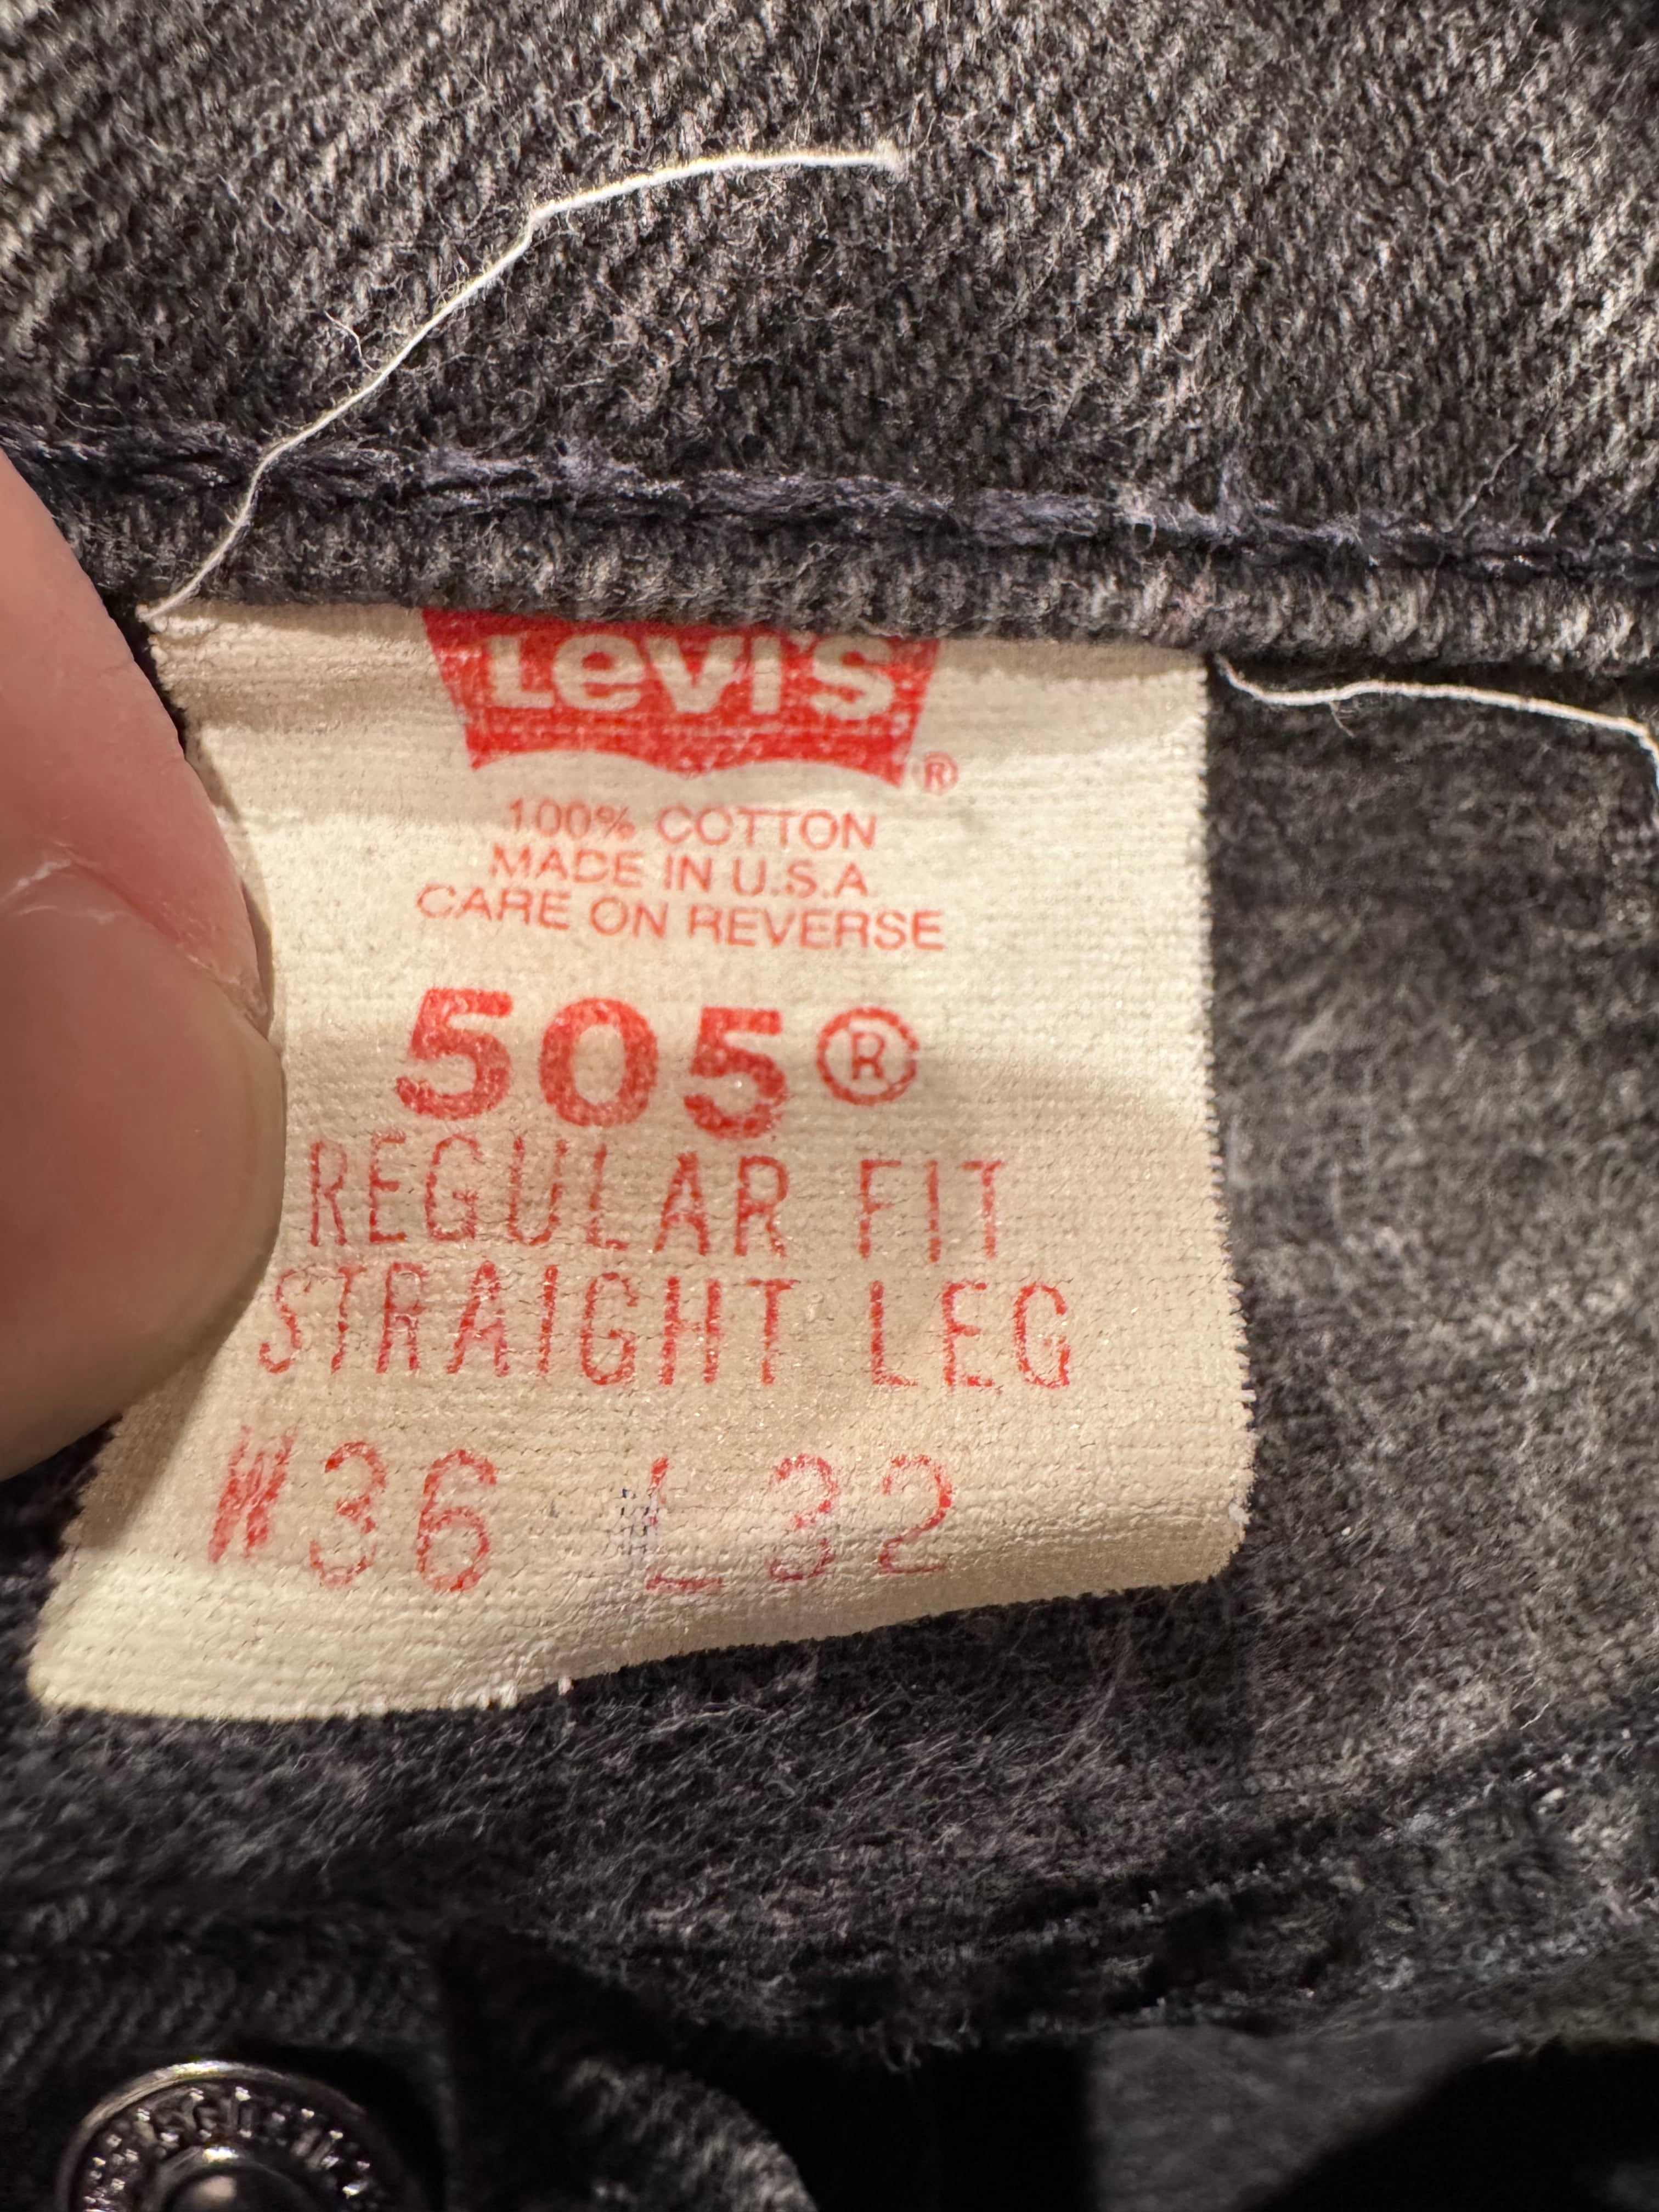 Levi's ®
100% COTTON
MADE IN U.S.A.
CARE ON REVERSE
505®
REGULAR FIT
STRAIGHT LEG
W36 L32